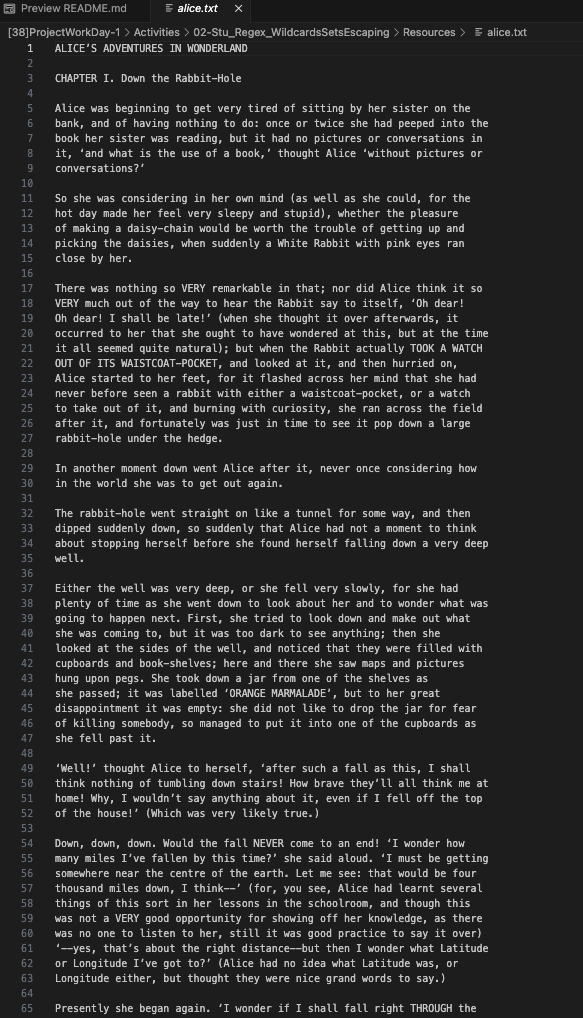 Preview README.md
alice.txt ×
[38]ProjectWorkDay-1 > Activities > 02-Stu_Regex_WildcardsSetsEscaping > Resources > alice.txt
1 ALICE’S ADVENTURES IN WONDERLAND
2
3 CHAPTER I. Down the Rabbit-Hole
4
5 Alice was beginning to get very tired of sitting by her sister on the
6 bank, and of having nothing to do: once or twice she had peeped into the
7 book her sister was reading, but it had no pictures or conversations in
8 it, ‘and what is the use of a book,’ thought Alice ‘without pictures or
9 conversations?’
10
11 So she was considering in her own mind (as well as she could, for the
12 hot day made her feel very sleepy and stupid), whether the pleasure
13 of making a daisy-chain would be worth the trouble of getting up and
14 picking the daisies, when suddenly a White Rabbit with pink eyes ran
15 close by her.
16
17 There was nothing so VERY remarkable in that; nor did Alice think it so
18 VERY much out of the way to hear the Rabbit say to itself, ‘Oh dear!
19 Oh dear! I shall be late!’ (when she thought it over afterwards, it
20 occurred to her that she ought to have wondered at this, but at the time
21 it all seemed quite natural); but when the Rabbit actually TOOK A WATCH
22 OUT OF ITS WAISTCOAT-POCKET, and looked at it, and then hurried on,
23 Alice started to her feet, for it flashed across her mind that she had
24 never before seen a rabbit with either a waistcoat-pocket, or a watch
25 to take out of it, and burning with curiosity, she ran across the field
26 after it, and fortunately was just in time to see it pop down a large
27 rabbit-hole under the hedge.
28
29 In another moment down went Alice after it, never once considering how
30 in the world she was to get out again.
31
32 The rabbit-hole went straight on like a tunnel for some way, and then
33 dipped suddenly down, so suddenly that Alice had not a moment to think
34 about stopping herself before she found herself falling down a very deep
35 well.
36
37 Either the well was very deep, or she fell very slowly, for she had
38 plenty of time as she went down to look about her and to wonder what was
39 going to happen next. First, she tried to look down and make out what
40 she was coming to, but it was too dark to see anything; then she
41 looked at the sides of the well, and noticed that they were filled with
42 cupboards and book-shelves; here and there she saw maps and pictures
43 hung upon pegs. She took down a jar from one of the shelves as
44 she passed; it was labelled ‘ORANGE MARMALADE’, but to her great
45 disappointment it was empty: she did not like to drop the jar for fear
46 of killing somebody, so managed to put it into one of the cupboards as
47 she fell past it.
48
49 ‘Well!’ thought Alice to herself, ‘after such a fall as this, I shall
50 think nothing of tumbling down stairs! How brave they’ll all think me at
51 home! Why, I wouldn’t say anything about it, even if I fell off the top
52 of the house!’ (Which was very likely true.)
53
54 Down, down, down. Would the fall NEVER come to an end! ‘I wonder how
55 many miles I’ve fallen by this time?’ she said aloud. ‘I must be getting
56 somewhere near the centre of the earth. Let me see: that would be four
57 thousand miles down, I think--’ (for, you see, Alice had learnt several
58 things of this sort in her lessons in the schoolroom, and though this
59 was not a VERY good opportunity for showing off her knowledge, as there
60 was no one to listen to her, still it was good practice to say it over)
61 ‘--yes, that’s about the right distance--but then I wonder what Latitude
62 or Longitude I’ve got to?’ (Alice had no idea what Latitude was, or
63 Longitude either, but thought they were nice grand words to say.)
64
65 Presently she began again. ‘I wonder if I shall fall right THROUGH the